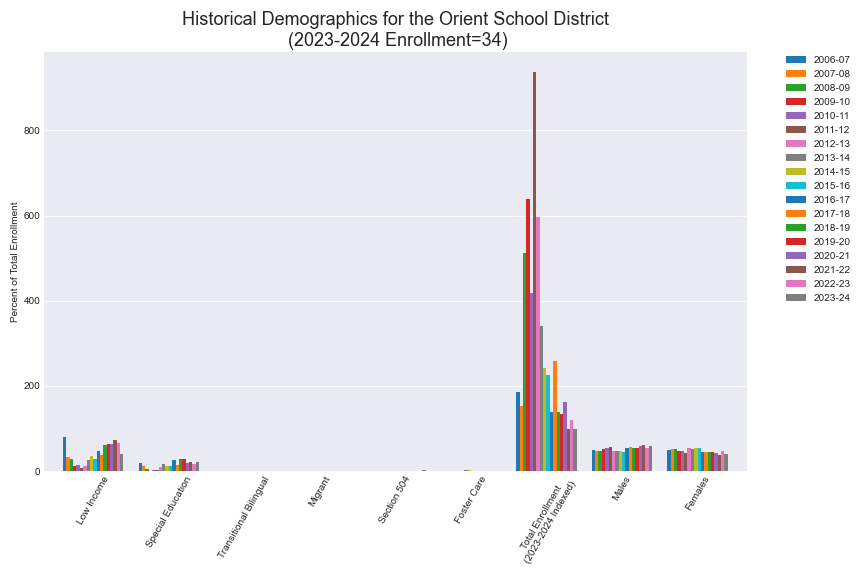 Historical Demographics for the Orient School District
(2023-2024 Enrollment=34)
Percent of Total Enrollment
800
600
400
200
0
Low Income
Special Education
Transitional Bilingual
Migrant
Section 504
Foster Care
Total Enrollment
(2023-2024 Indexed)
Males
Females
2006-07
2007-08
2008-09
2009-10
2010-11
2011-12
2012-13
2013-14
2014-15
2015-16
2016-17
2017-18
2018-19
2019-20
2020-21
2021-22
2022-23
2023-24